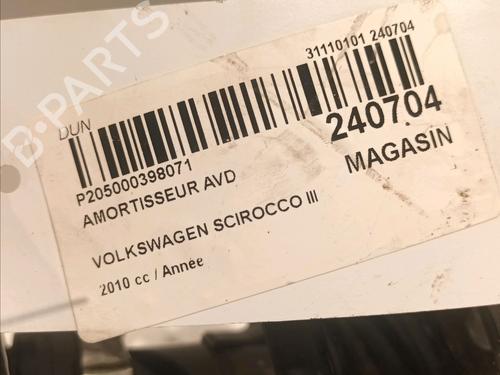 B-PARTS
31110101 240704
DUN
P205000398071
240704
AMORTISSEUR AVD
MAGASIN
VOLKSWAGEN SCIROCCO III
2010 cc / Année